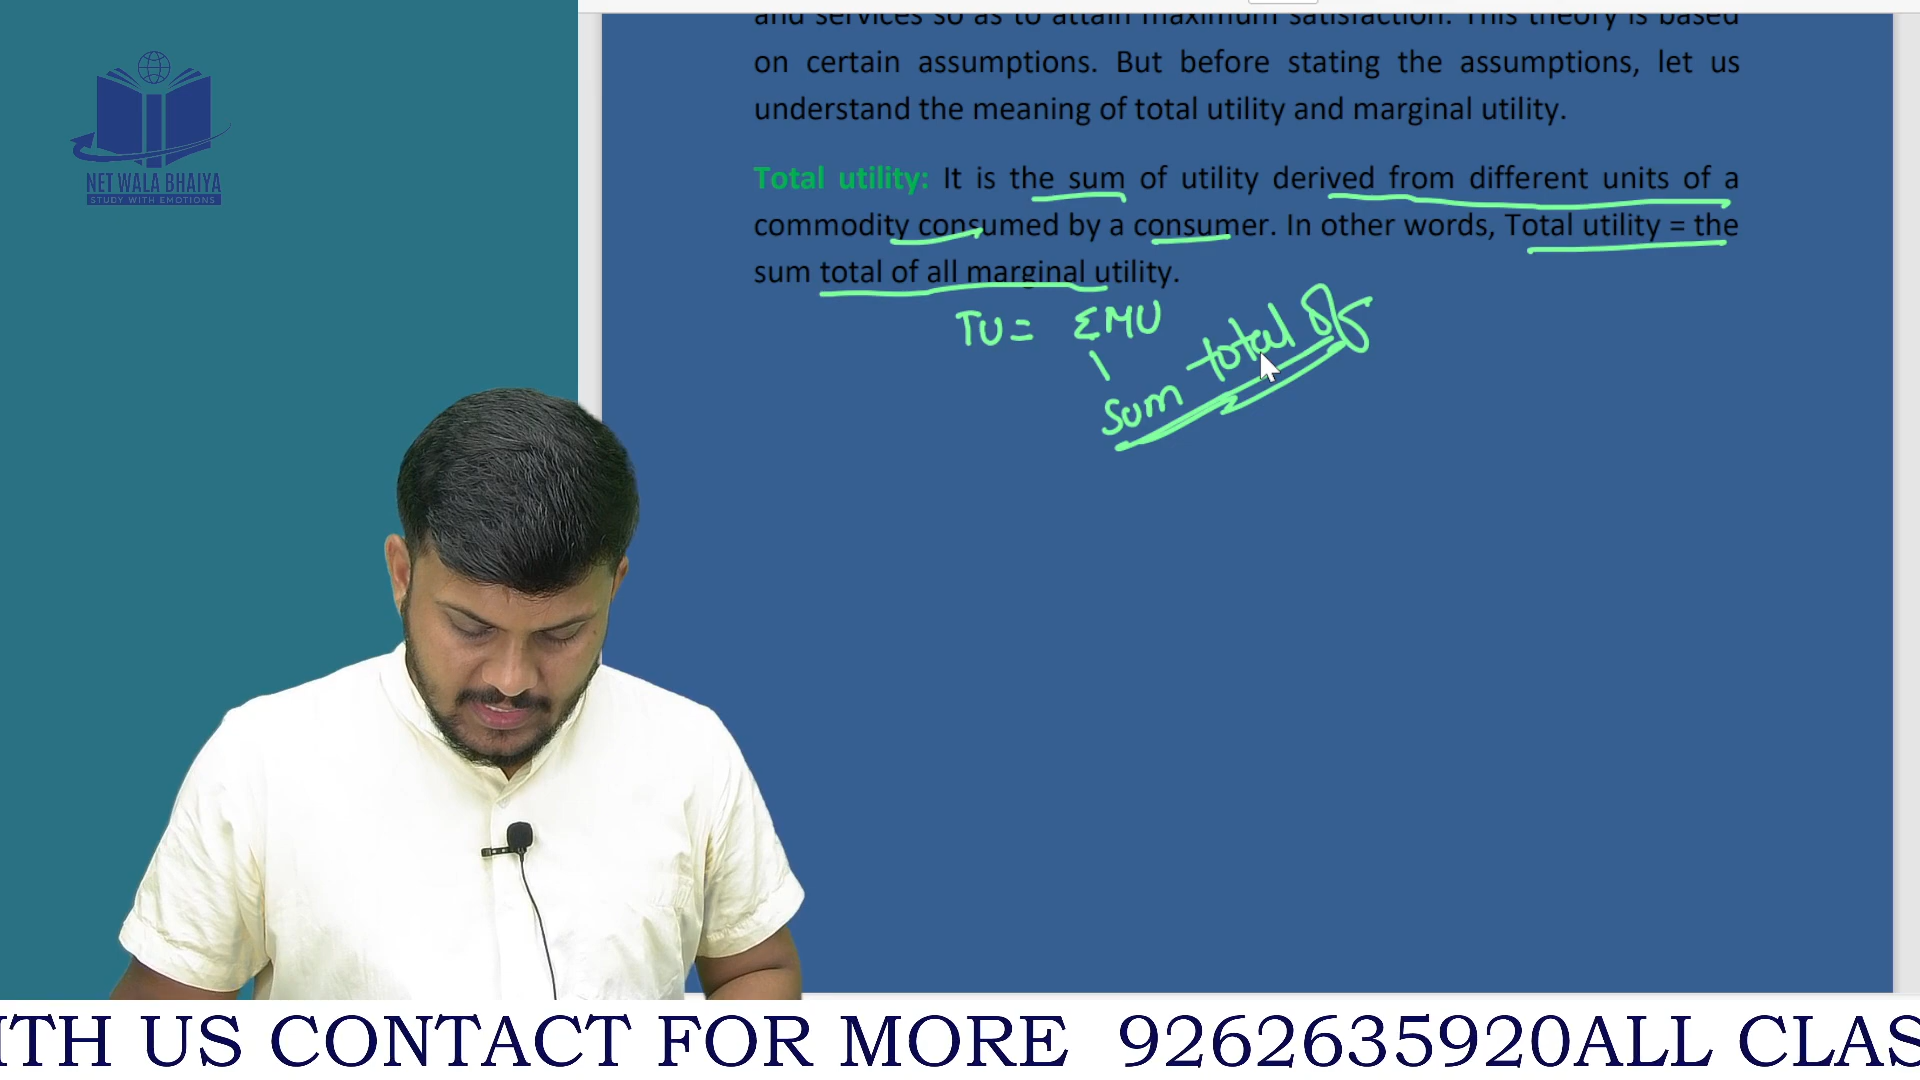 and services so as to attain maximum satisfaction. This theory is based
on certain assumptions. But before stating the assumptions, let us
understand the meaning of total utility and marginal utility.
NET WALA BHAIYA
STUDY WITH EMOTIONS
Total utility: It is the sum of utility derived from different units of a
commodity consumed by a consumer. In other words, Total utility = the
sum total of all marginal utility.
TU = ΣMU
Sum total of
ITH US CONTACT FOR MORE 9262635920ALL CLAS